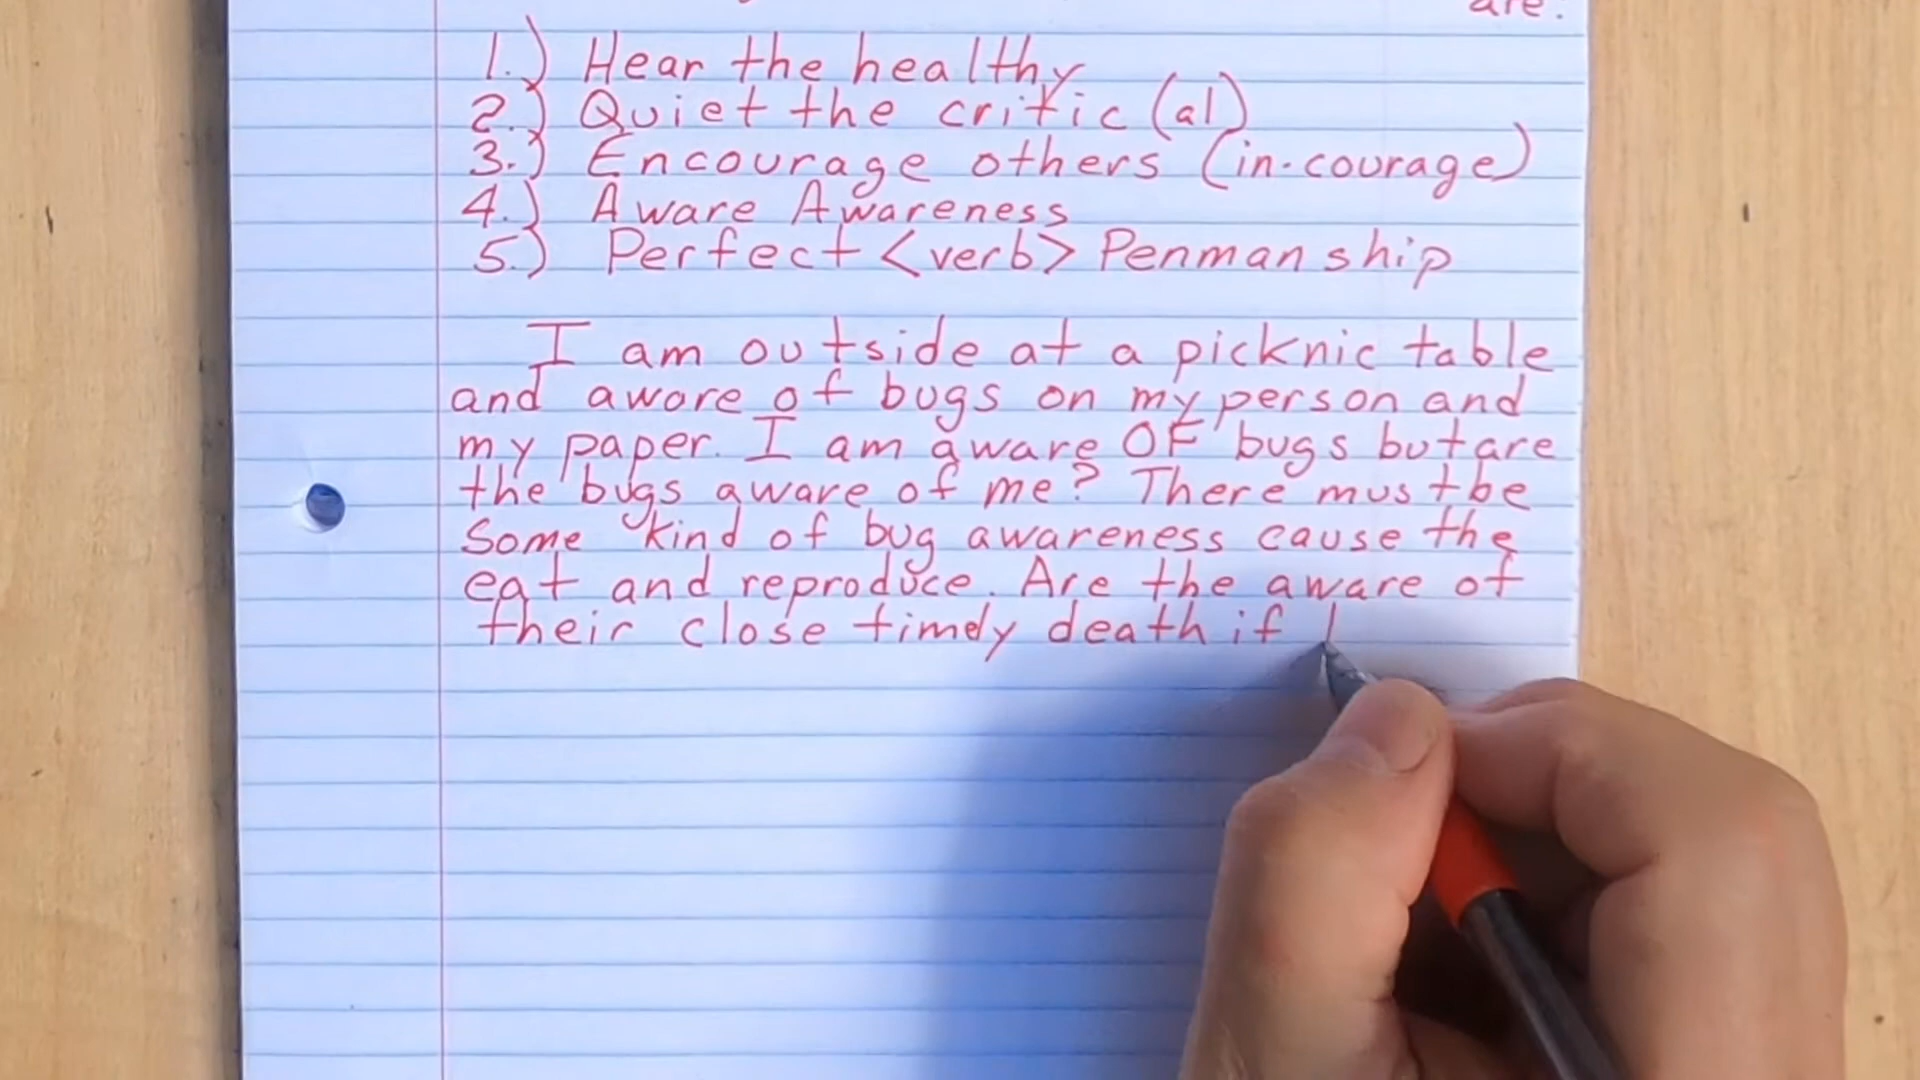 are:
1.) Hear the healthy
2.) Quiet the critic (al)
3.) Encourage others (in-courage)
4.) Aware Awareness
5.) Perfect <verb> Penmanship
I am outside at a picknic table
and aware of bugs on my person and
my paper. I am aware OF bugs but are
the bugs aware of me? There must be
Some kind of bug awareness cause the
eat and reproduce. Are the aware of
their close timely death if I